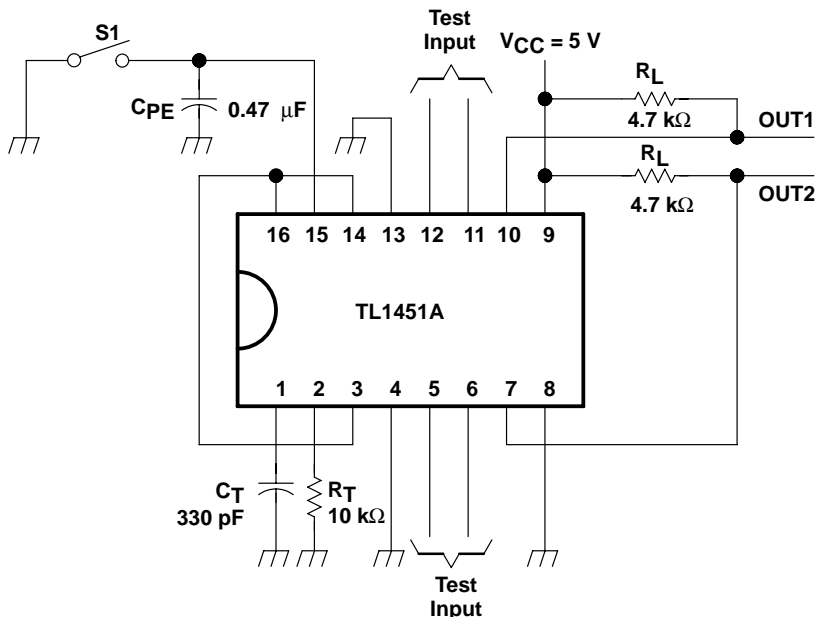 S1
Test
Input
VCC = 5 V
RL
CPE 0.47 μF
4.7 kΩ
OUT1
RL
OUT2
4.7 kΩ
16 15 14 13 12 11 10 9
TL1451A
1 2 3 4 5 6 7 8
CT
330 pF
RT
10 kΩ
Test
Input